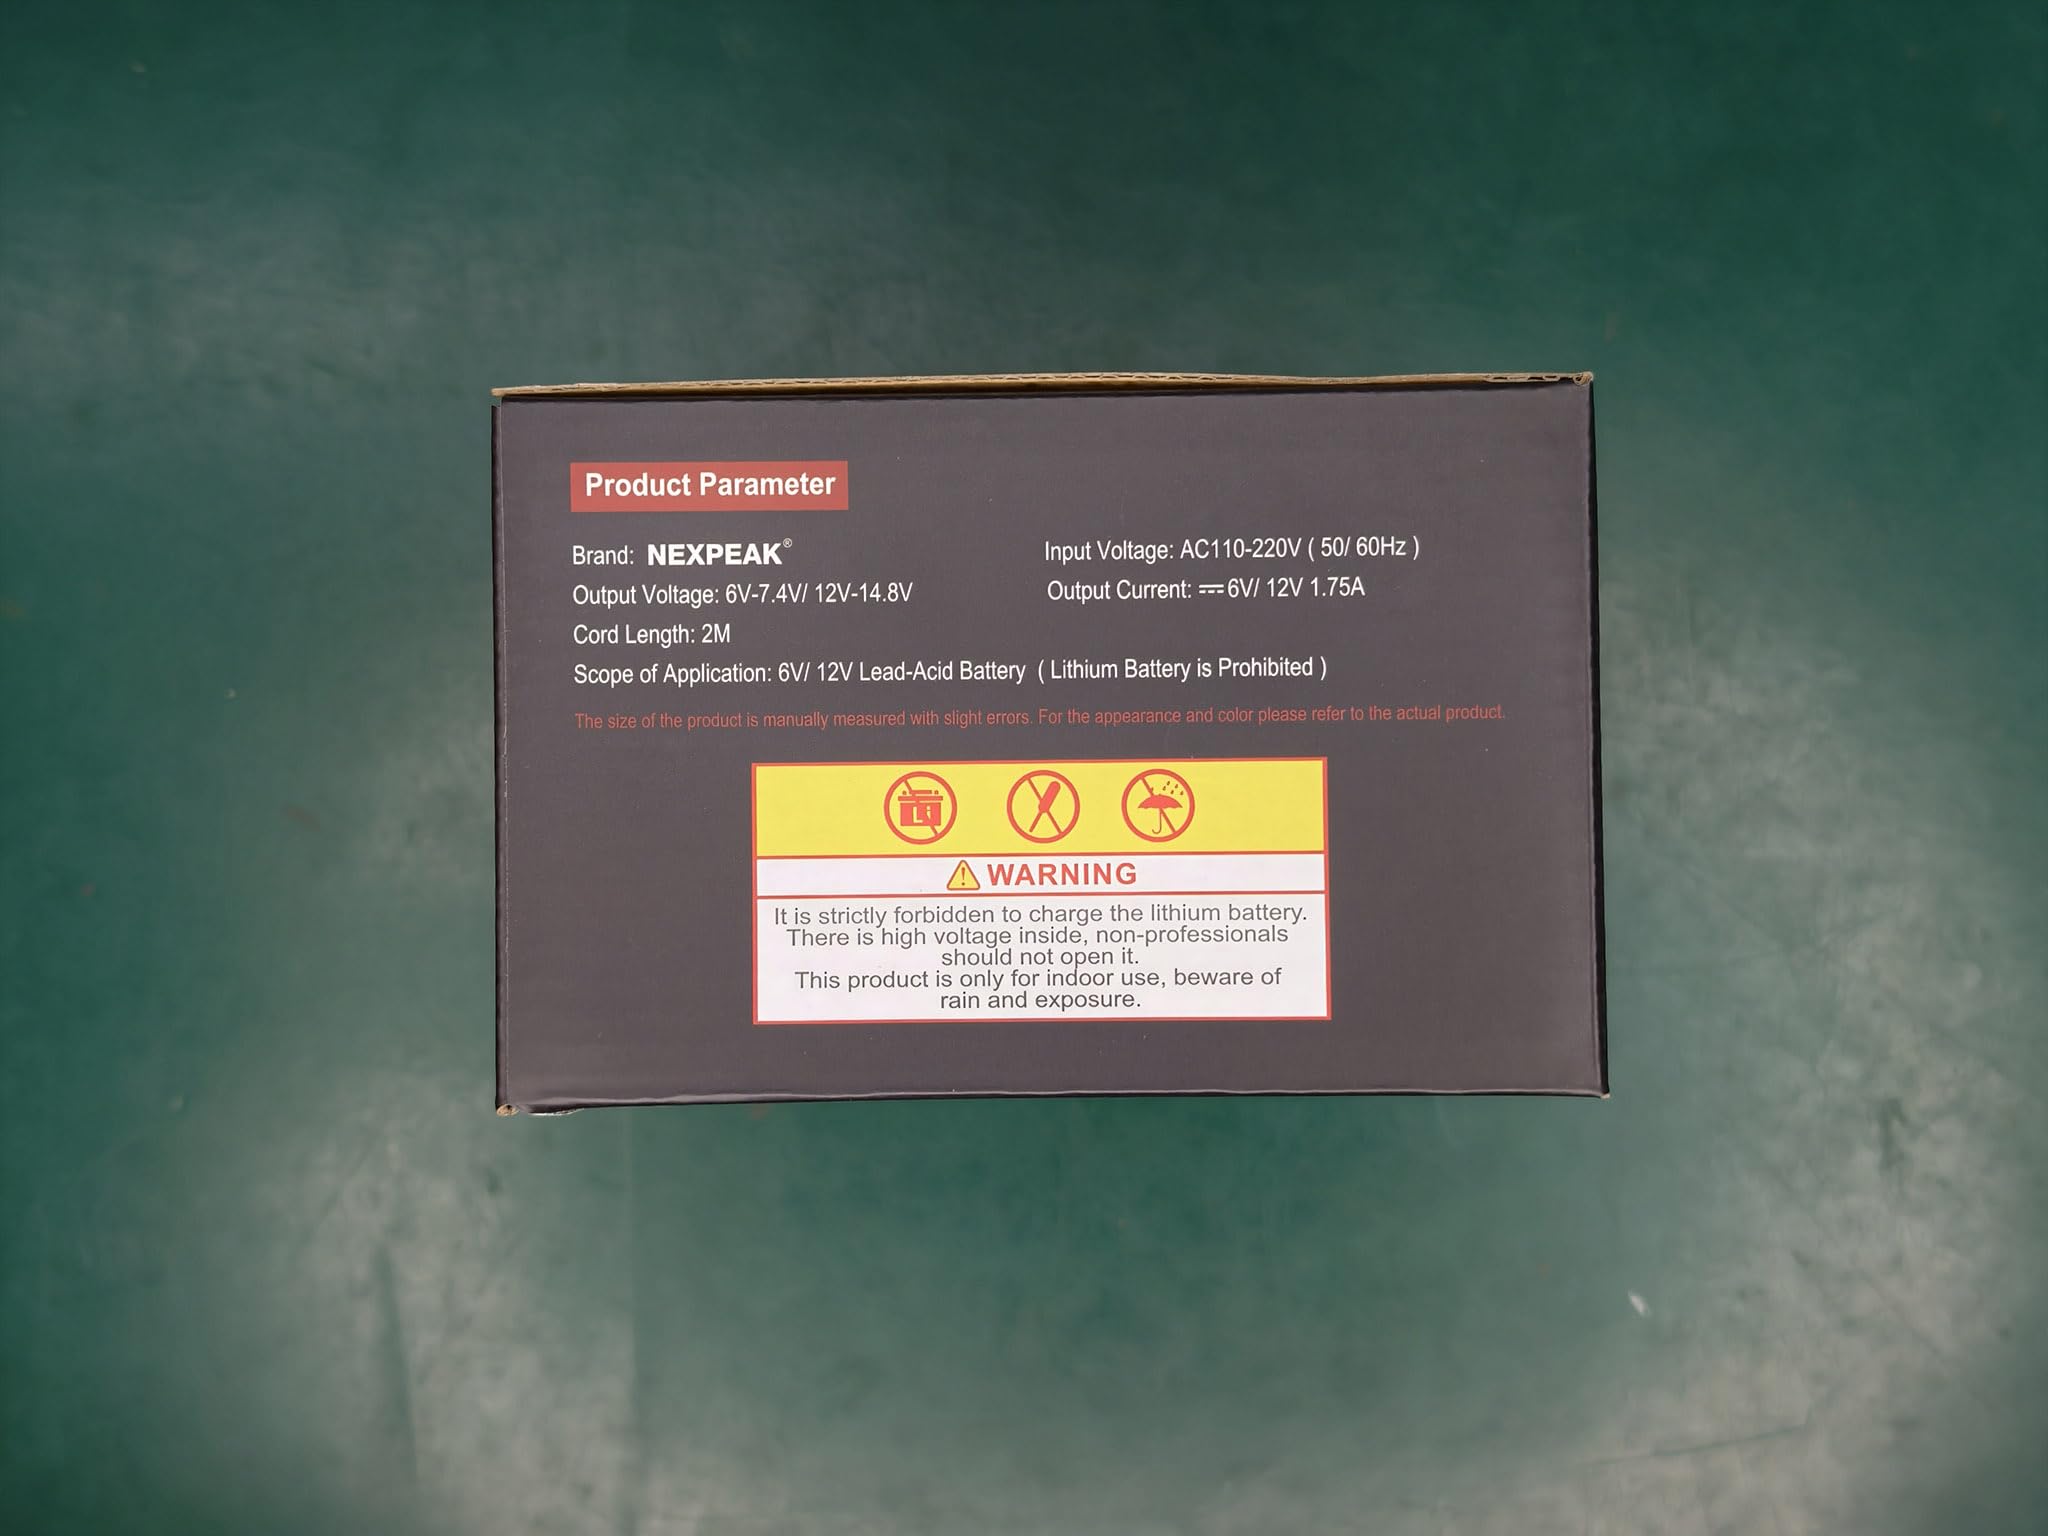 Product Parameter
Brand: NEXPEAK®
Input Voltage: AC110-220V ( 50/ 60Hz )
Output Voltage: 6V-7.4V/ 12V-14.8V
Output Current: ⎓6V/ 12V 1.75A
Cord Length: 2M
Scope of Application: 6V/ 12V Lead-Acid Battery ( Lithium Battery is Prohibited )
The size of the product is manually measured with slight errors. For the appearance and color please refer to the actual product.
Li
WARNING
It is strictly forbidden to charge the lithium battery.
There is high voltage inside, non-professionals
should not open it.
This product is only for indoor use, beware of
rain and exposure.